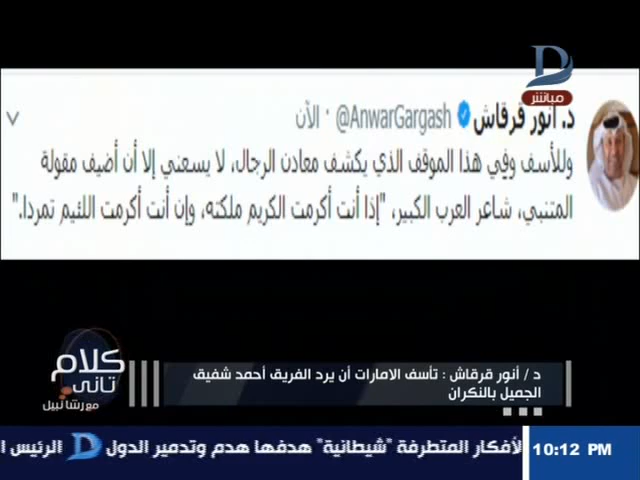 مباشر
د. أنور قرقاش @AnwarGargash · الآن
وللأسف وفي هذا الموقف الذي يكشف معادن الرجال، لا يسعني إلا أن أضيف مقولة
المتنبي، شاعر العرب الكبير، "إذا أنت أكرمت الكريم ملكته، وإن أنت أكرمت اللئيم تمردا."
كلام
تاني
مع رشا نبيل
د / أنور قرقاش : تأسف الامارات أن يرد الفريق أحمد شفيق
الجميل بالنكران
لأفكار المتطرفة "شيطانية" هدفها هدم وتدمير الدول الرئيس ا
10:12 PM